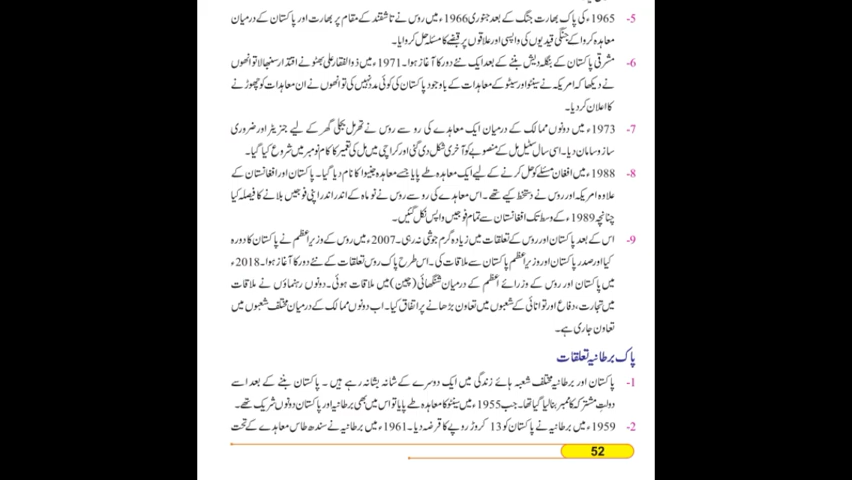 5- 1965ء کی پاک بھارت جنگ کے بعد جنوری 1966ء میں روس نے تاشقند کے مقام پر بھارت اور پاکستان کے درمیان
معاہدہ کروا کے جنگی قیدیوں کی واپسی اور علاقوں پر قبضے کا مسئلہ حل کروایا۔
6- مشرقی پاکستان کے بنگلہ دیش بننے کے بعد ایک نئے دور کا آغاز ہوا۔ 1971ء میں ذوالفقار علی بھٹو نے اقتدار سنبھالا تو انھوں
نے دیکھا کہ امریکہ نے سینٹو اور سیٹو کے معاہدات کے باوجود پاکستان کی کوئی مدد نہیں کی تو انھوں نے ان معاہدات کو چھوڑنے
کا اعلان کر دیا۔
7- 1973ء میں دونوں ممالک کے درمیان ایک معاہدے کی رو سے روس نے تھرمل بجلی گھر کے لیے جنریٹر اور ضروری
ساز و سامان دیا۔ اسی سال سٹیل مل کے منصوبے کو آخری شکل دی گئی اور کراچی میں مل کی تعمیر کا کام نومبر میں شروع کیا گیا۔
8- 1988ء میں افغان مسئلے کو حل کرنے کے لیے ایک معاہدہ طے پایا جسے معاہدہ جنیوا کا نام دیا گیا۔ پاکستان اور افغانستان کے
علاوہ امریکہ اور روس نے دستخط کیے تھے۔ اس معاہدے کی رو سے روس نے نو ماہ کے اندر اندر اپنی فوجیں بلانے کا فیصلہ کیا
چنانچہ 1989ء کے وسط تک افغانستان سے تمام فوجیں واپس نکل گئیں۔
9- اس کے بعد پاکستان اور روس کے تعلقات میں زیادہ گرم جوشی نہ رہی۔ 2007ء میں روس کے وزیرِ اعظم نے پاکستان کا دورہ
کیا اور صدر پاکستان اور وزیرِ اعظم پاکستان سے ملاقات کی۔ اس طرح پاک روس تعلقات کے نئے دور کا آغاز ہوا۔ 2018ء
میں پاکستان اور روس کے وزرائے اعظم کے درمیان شنگھائی (چین) میں ملاقات ہوئی۔ دونوں رہنماؤں نے ملاقات
میں تجارت، دفاع اور توانائی کے شعبوں میں تعاون بڑھانے پر اتفاق کیا۔ اب دونوں ممالک کے درمیان مختلف شعبوں میں
تعاون جاری ہے۔
پاک برطانیہ تعلقات
1- پاکستان اور برطانیہ مختلف شعبہ ہائے زندگی میں ایک دوسرے کے شانہ بشانہ رہے ہیں۔ پاکستان بننے کے بعد اسے
دولتِ مشترکہ کا ممبر بنا لیا گیا تھا۔ جب 1955ء میں سینٹو کا معاہدہ طے پایا تو اس میں بھی برطانیہ اور پاکستان دونوں شریک تھے۔
2- 1959ء میں برطانیہ نے پاکستان کو 13 کروڑ روپے کا قرضہ دیا۔ 1961ء میں برطانیہ نے سندھ طاس معاہدے کے تحت
52